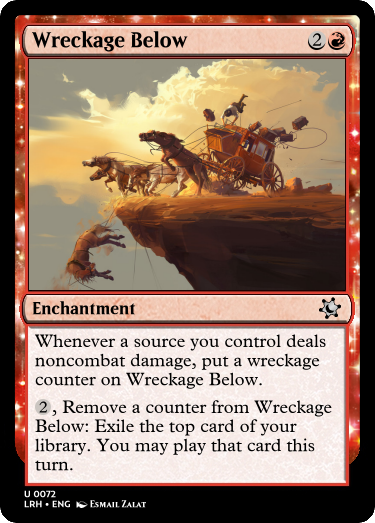 Wreckage Below 2
Enchantment
Whenever a source you control deals
noncombat damage, put a wreckage
counter on Wreckage Below.
2, Remove a counter from Wreckage
Below: Exile the top card of your
library. You may play that card this
turn.
U 0072
LRH • ENG Esmail Zalat